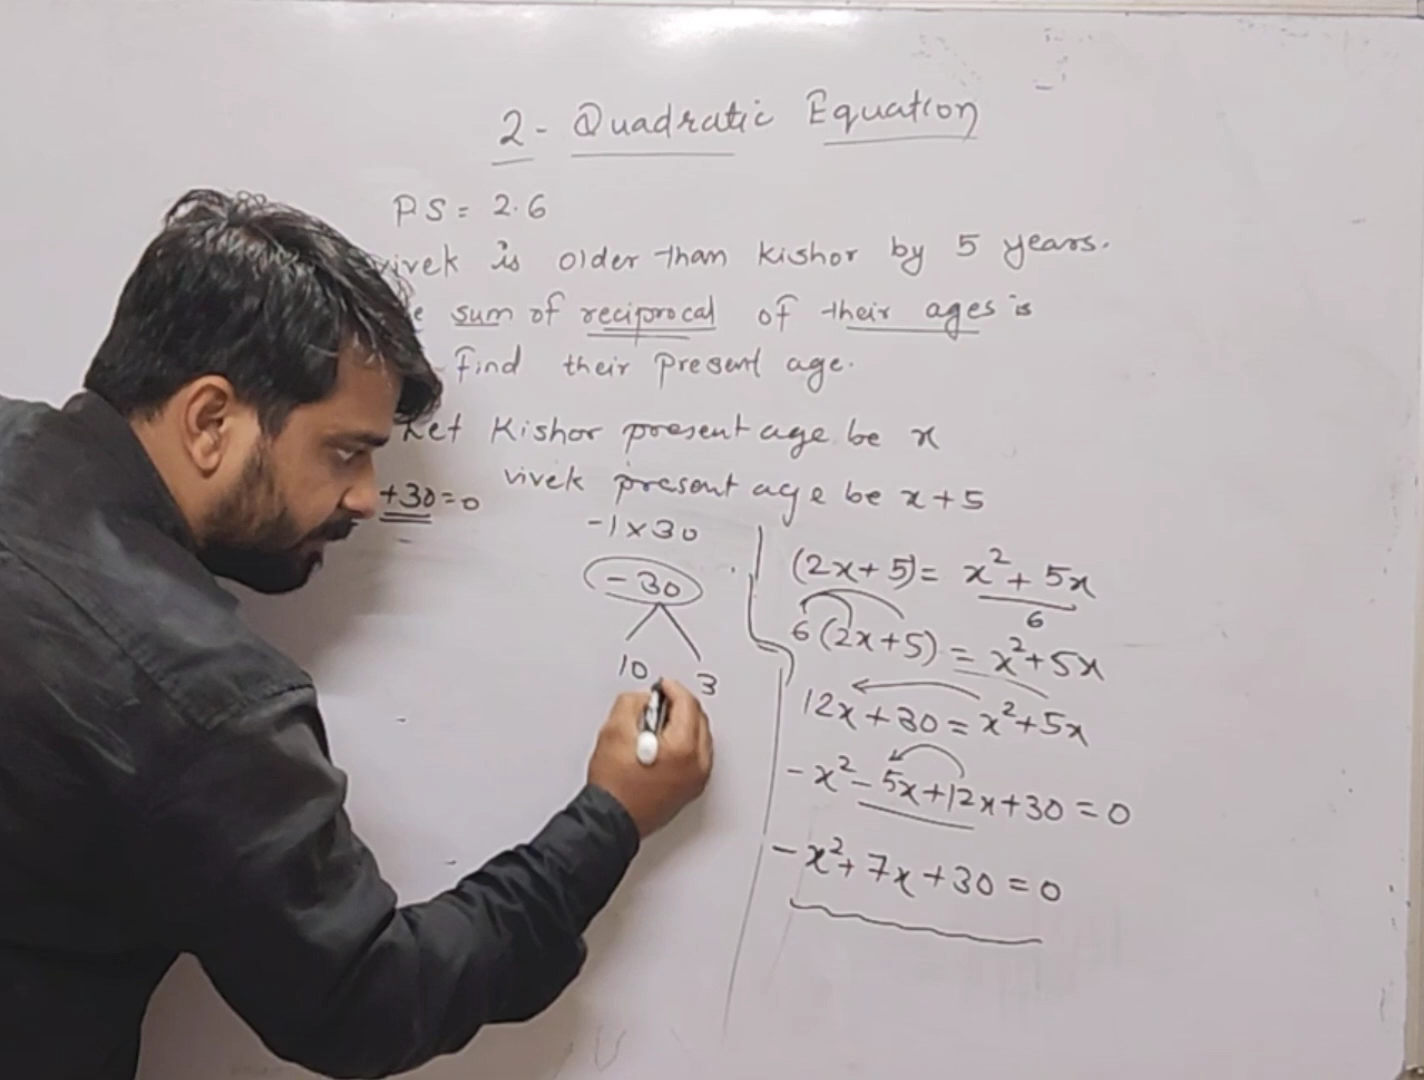 2- Quadratic Equation
PS = 2.6
vivek is older than kishor by 5 years.
sum of reciprocal of their ages is
Find their present age.
Let Kishor present age be x
vivek present age be x+5
+30=0
-1×30
-30
10 3
(2x+5)= x²+5x
6
6(2x+5) = x²+5x
12x+30=x²+5x
-x²-5x+12x+30=0
-x²+7x+30=0